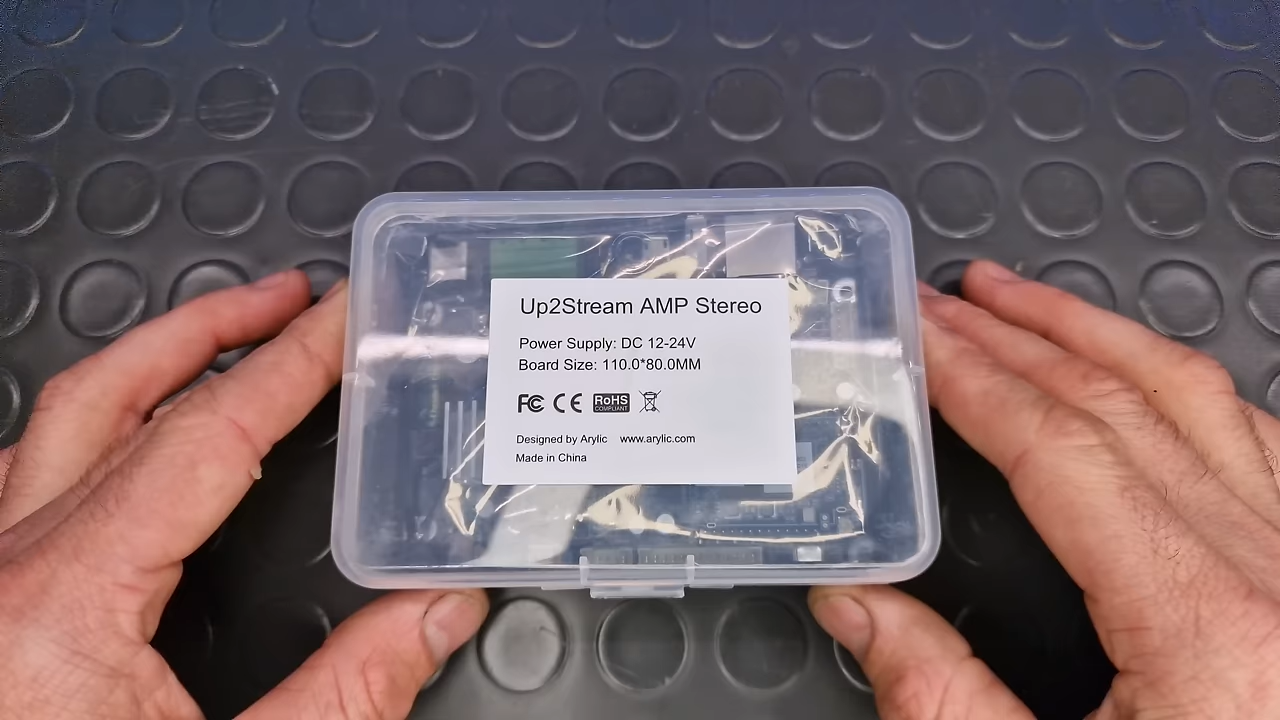 Up2Stream AMP Stereo
Power Supply: DC 12-24V
Board Size: 110.0*80.0MM
FC CE RoHS
COMPLIANT
Designed by Arylic www.arylic.com
Made in China